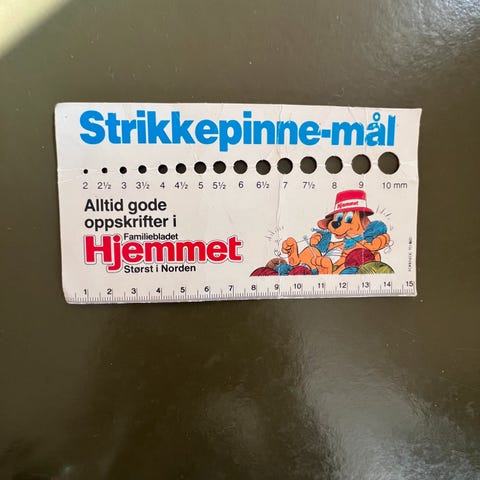 Strikkepinne-mål
2 2½ 3 3½ 4 4½ 5 5½ 6 6½ 7 7½ 8 9 10 mm
Alltid gode
oppskrifter i
Familiebladet
Hjemmet
Størst i Norden
Hjemmet
1 2 3 4 5 6 7 8 9 10 11 12 13 14 15